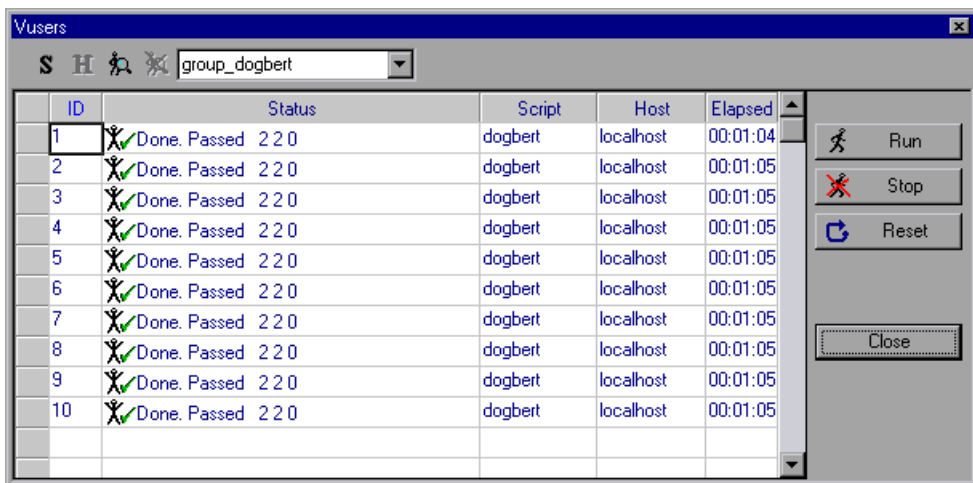 Vusers
S H group_dogbert
ID Status Script Host Elapsed
1 Done. Passed 2 2 0 dogbert localhost 00:01:04
2 Done. Passed 2 2 0 dogbert localhost 00:01:05
3 Done. Passed 2 2 0 dogbert localhost 00:01:05
4 Done. Passed 2 2 0 dogbert localhost 00:01:05
5 Done. Passed 2 2 0 dogbert localhost 00:01:05
6 Done. Passed 2 2 0 dogbert localhost 00:01:05
7 Done. Passed 2 2 0 dogbert localhost 00:01:05
8 Done. Passed 2 2 0 dogbert localhost 00:01:05
9 Done. Passed 2 2 0 dogbert localhost 00:01:05
10 Done. Passed 2 2 0 dogbert localhost 00:01:05
Run
Stop
Reset
Close